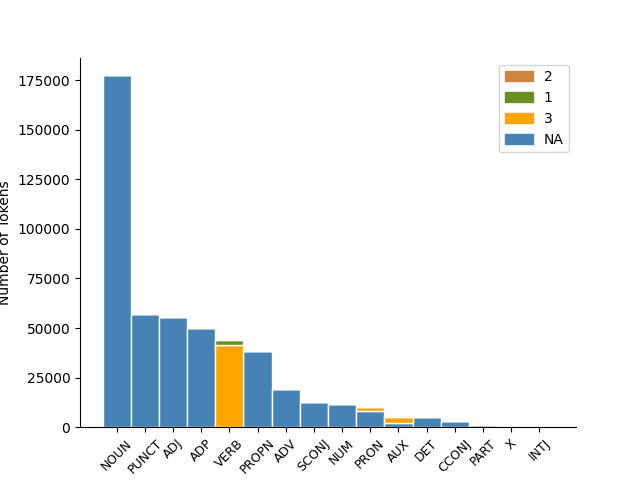 2
1
3
NA
175000
150000
125000
100000
75000
50000
25000
0
Number of Tokens
NOUN
PUNCT
ADJ
ADP
VERB
PROPN
ADV
SCONJ
NUM
PRON
AUX
DET
CCONJ
PART
X
INTJ